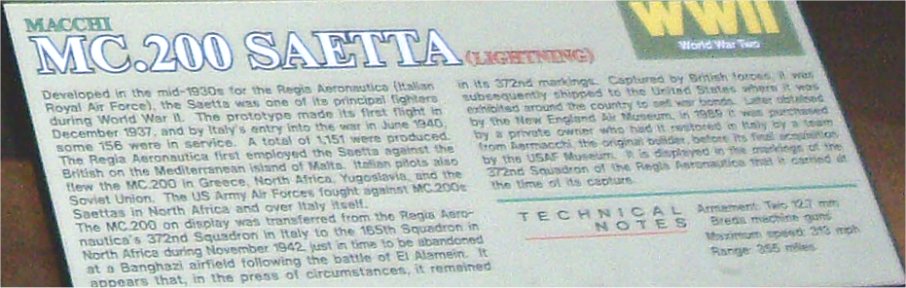 MACCHI
MC.200 SAETTA (LIGHTNING)
WWII
World War Two
Developed in the mid-1930s for the Regia Aeronautica (Italian
Royal Air Force), the Saetta was one of its principal fighters
during World War II. The prototype made its first flight in
December 1937, and by Italy's entry into the war in June 1940,
some 156 were in service. A total of 1,151 were produced.
The Regia Aeronautica first employed the Saetta against the
British on the Mediterranean island of Malta. Italian pilots also
flew the MC.200 in Greece, North Africa, Yugoslavia, and the
Soviet Union. The US Army Air Forces fought against MC.200s
Saettas in North Africa and over Italy itself.
The MC.200 on display was transferred from the Regia Aero-
nautica's 372nd Squadron in Italy to the 165th Squadron in
North Africa during November 1942, just in time to be abandoned
at a Banghazi airfield following the battle of El Alamein. It
appears that, in the press of circumstances, it remained
in its 372nd markings. Captured by British forces, it was
subsequently shipped to the United States where it was
exhibited around the country to sell war bonds. Later obtained
by the New England Air Museum, in 1989 it was purchased
by a private owner who had it restored in Italy by a team
from Aermacchi, the original builder, before its final acquisition
by the USAF Museum. It is displayed in the markings of the
372nd Squadron of the Regia Aeronautica that it carried at
the time of its capture.
TECHNICAL
NOTES
Armament: Two 12.7 mm
Breda machine guns
Maximum speed: 313 mph
Range: 355 miles